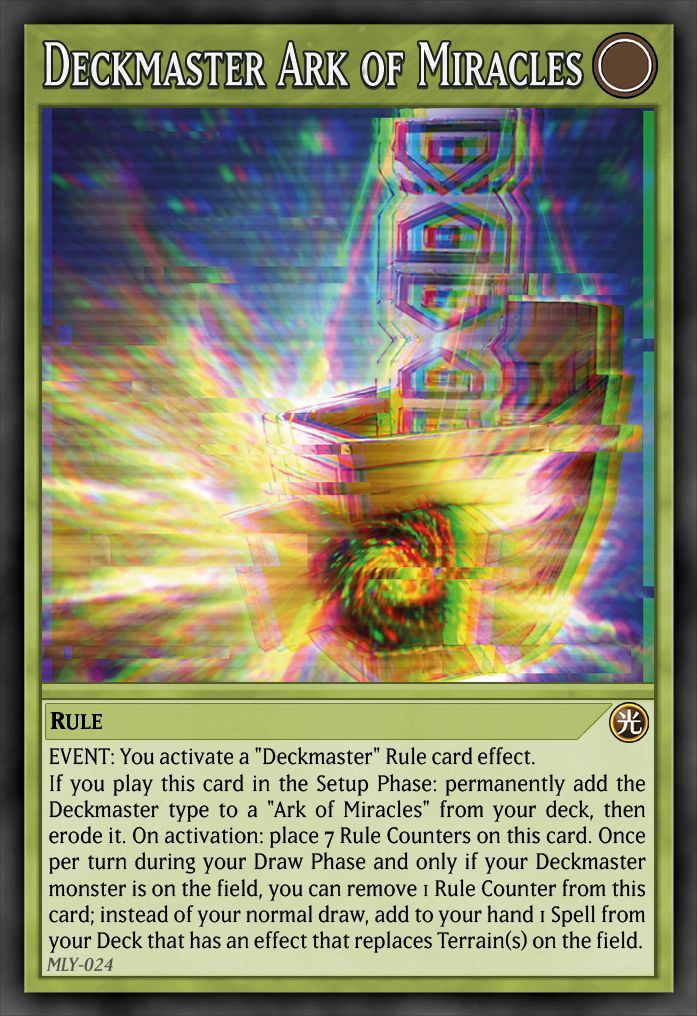 Deckmaster Ark of Miracles
Rule
光
EVENT: You activate a "Deckmaster" Rule card effect.
If you play this card in the Setup Phase: permanently add the
Deckmaster type to a "Ark of Miracles" from your deck, then
erode it. On activation: place 7 Rule Counters on this card. Once
per turn during your Draw Phase and only if your Deckmaster
monster is on the field, you can remove 1 Rule Counter from this
card; instead of your normal draw, add to your hand 1 Spell from
your Deck that has an effect that replaces Terrain(s) on the field.
MLY-024